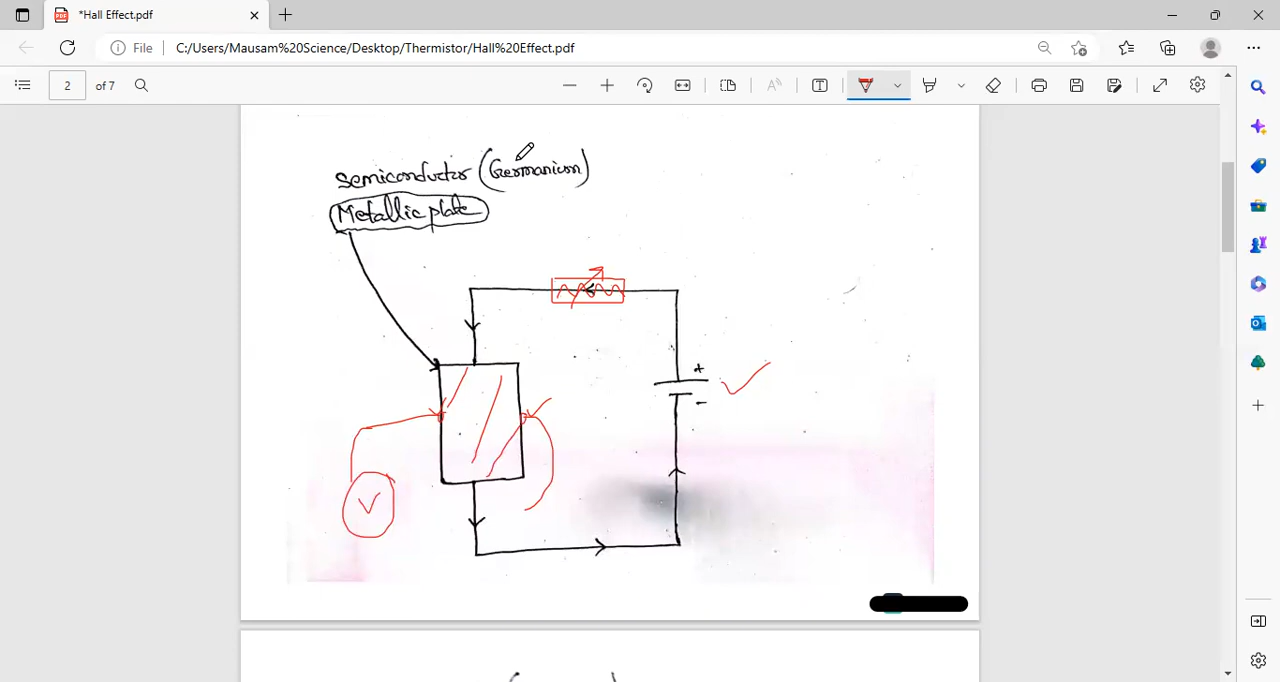 *Hall Effect.pdf
File C:/Users/Mausam%20Science/Desktop/Thermistor/Hall%20Effect.pdf
2 of 7
semiconductor (Germanium)
Metallic plate
+
-
V